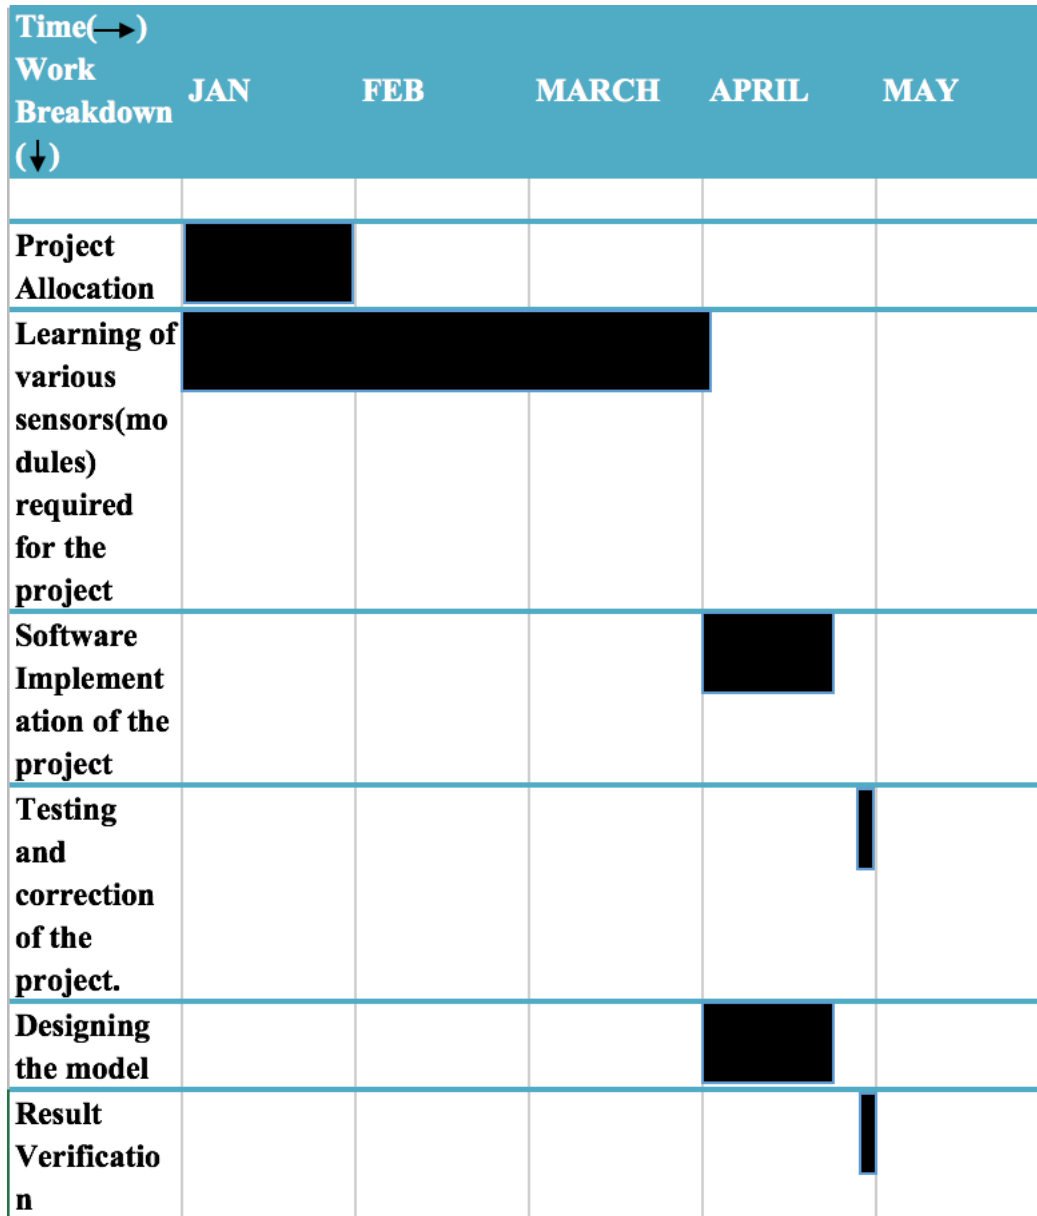 Time(→)
Work
Breakdown
(↓)
JAN FEB MARCH APRIL MAY
Project
Allocation
Learning of
various
sensors(mo
dules)
required
for the
project
Software
Implement
ation of the
project
Testing
and
correction
of the
project.
Designing
the model
Result
Verificatio
n